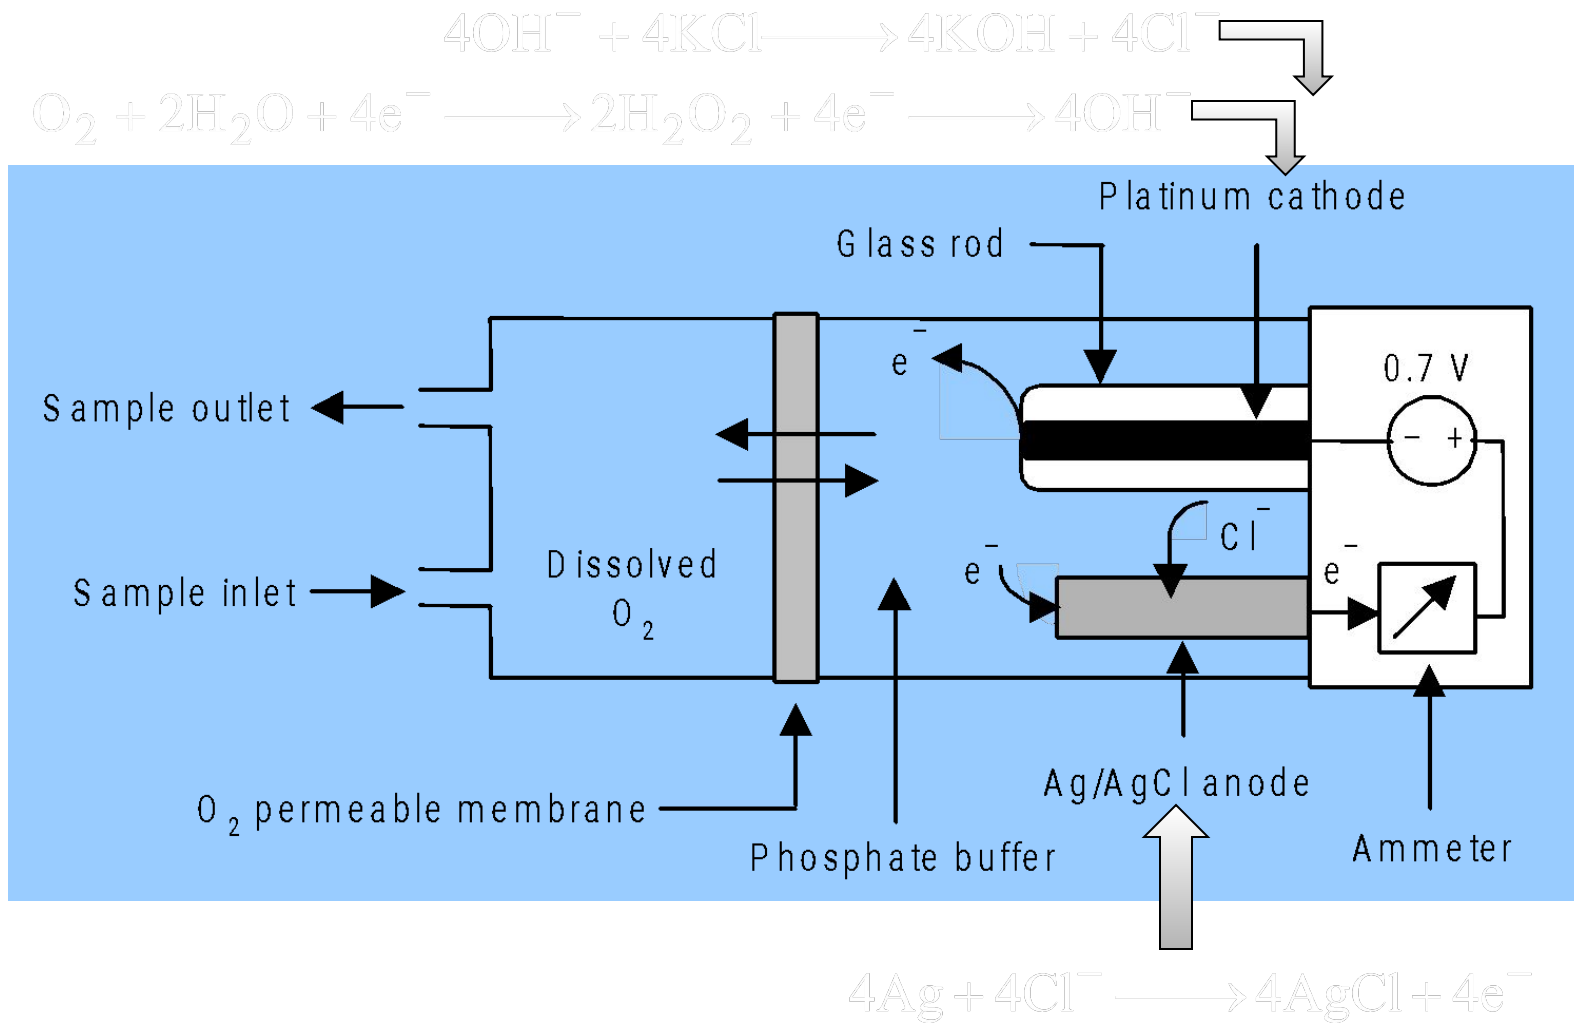 4OH⁻ + 4KCl ⟶ 4KOH + 4Cl⁻
O₂ + 2H₂O + 4e⁻ ⟶ 2H₂O₂ + 4e⁻ ⟶ 4OH⁻
Platinum cathode
Glass rod
e⁻
0.7 V
Sample outlet
− +
Cl⁻
e⁻
e⁻
Dissolved
O₂
Sample inlet
Ag/AgCl anode
O₂ permeable membrane
Phosphate buffer
Ammeter
4Ag + 4Cl⁻ ⟶ 4AgCl + 4e⁻